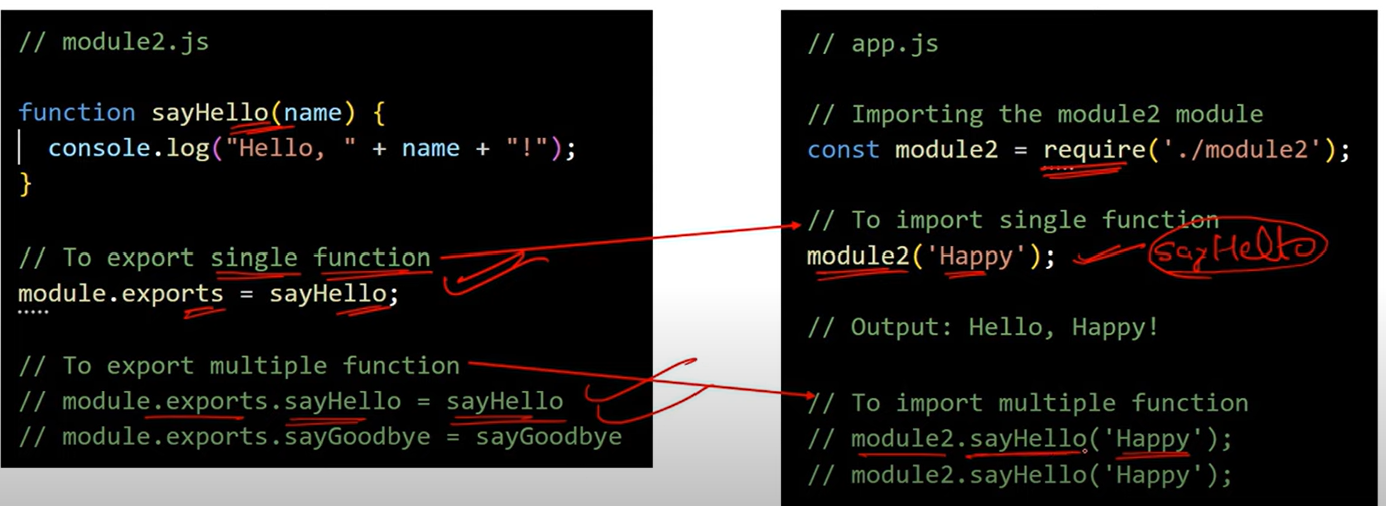 // module2.js
function sayHello(name) {
console.log("Hello, " + name + "!");
}
// To export single function
module.exports = sayHello;
// To export multiple function
// module.exports.sayHello = sayHello
// module.exports.sayGoodbye = sayGoodbye
// app.js
// Importing the module2 module
const module2 = require('./module2');
// To import single function
module2('Happy');
sayHello
// Output: Hello, Happy!
// To import multiple function
// module2.sayHello('Happy');
// module2.sayHello('Happy');